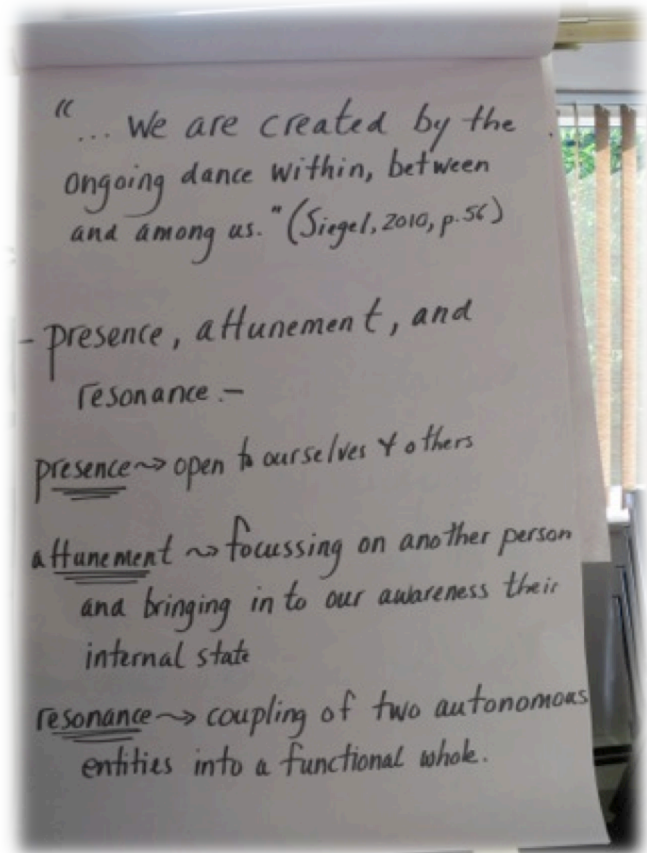 "... we are created by the
ongoing dance within, between
and among us." (Siegel, 2010, p.56)
- presence, attunement, and
resonance -
presence ~> open to ourselves & others
attunement ~> focussing on another person
and bringing in to our awareness their
internal state
resonance ~> coupling of two autonomous
entities into a functional whole.